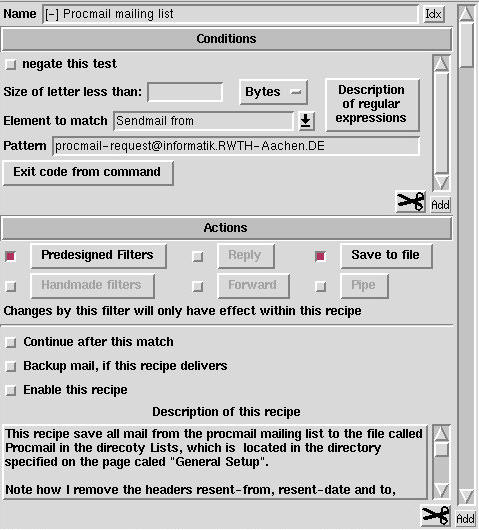 Name [-] Procmail mailing list Idx
Conditions
negate this test
Size of letter less than: Bytes Description of regular expressions
Element to match Sendmail from
Pattern procmail-request@informatik.RWTH-Aachen.DE
Exit code from command
Add
Actions
Predesigned Filters Reply Save to file
Handmade filters Forward Pipe
Changes by this filter will only have effect within this recipe
Continue after this match
Backup mail, if this recipe delivers
Enable this recipe
Description of this recipe
This recipe save all mail from the procmail mailing list to the file called
Procmail in the direcoty Lists, which is located in the directory
specified on the page caled "General Setup".
Note how I remove the headers resent-from, resent-date and to,
Add